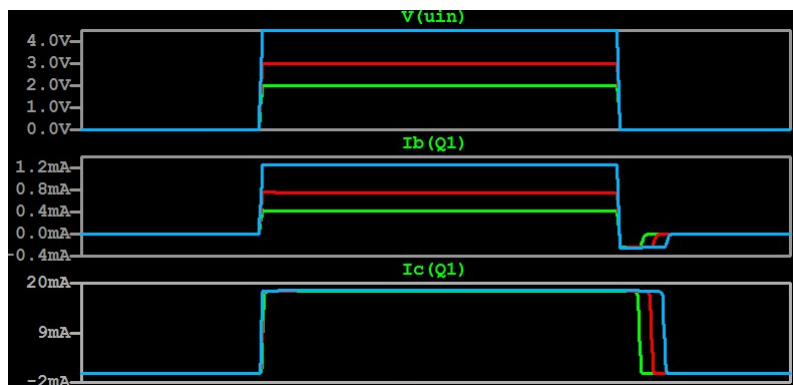 V(uin)
4.0V
3.0V
2.0V
1.0V
0.0V
Ib(Q1)
1.2mA
0.8mA
0.4mA
0.0mA
-0.4mA
Ic(Q1)
20mA
9mA
-2mA